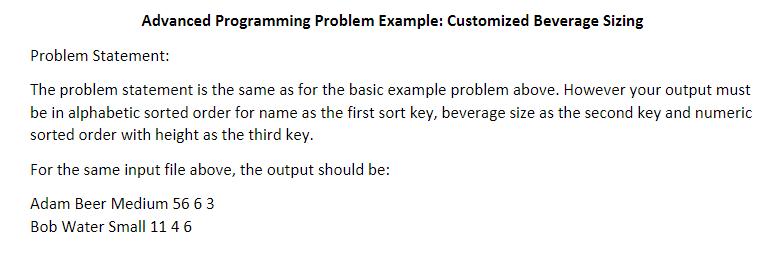 Advanced Programming Problem Example: Customized Beverage Sizing
Problem Statement:
The problem statement is the same as for the basic example problem above. However your output must
be in alphabetic sorted order for name as the first sort key, beverage size as the second key and numeric
sorted order with height as the third key.
For the same input file above, the output should be:
Adam Beer Medium 56 6 3
Bob Water Small 11 4 6